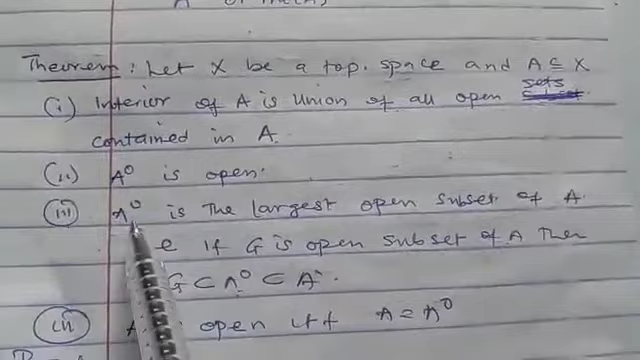 Theorem: Let X be a top. space and A ⊆ X
(i) Interior of A is union of all open sets
contained in A.
(ii) A° is open.
(iii) A° is the largest open subset of A.
e if G is open subset of A then
G ⊂ A° ⊂ A.
open iff A = A°